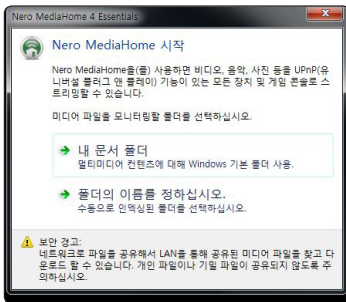 Nero MediaHome 4 Essentials
Nero MediaHome 시작
Nero MediaHome을(를) 사용하면 비디오, 음악, 사진 등을 UPnP(유
니버설 플러그 앤 플레이) 기능이 있는 모든 장치 및 게임 콘솔로 스
트리밍할 수 있습니다.
미디어 파일을 모니터링할 폴더를 선택하십시오.
내 문서 폴더
멀티미디어 컨텐츠에 대해 Windows 기본 폴더 사용.
폴더의 이름를 정하십시오.
수동으로 인덱싱된 폴더를 선택하십시오.
보안 경고:
네트워크로 파일을 공유해서 LAN을 통해 공유된 미디어 파일을 찾고 다
운로드 할 수 있습니다. 개인 파일이나 기밀 파일이 공유되지 않도록 주
의하십시오.